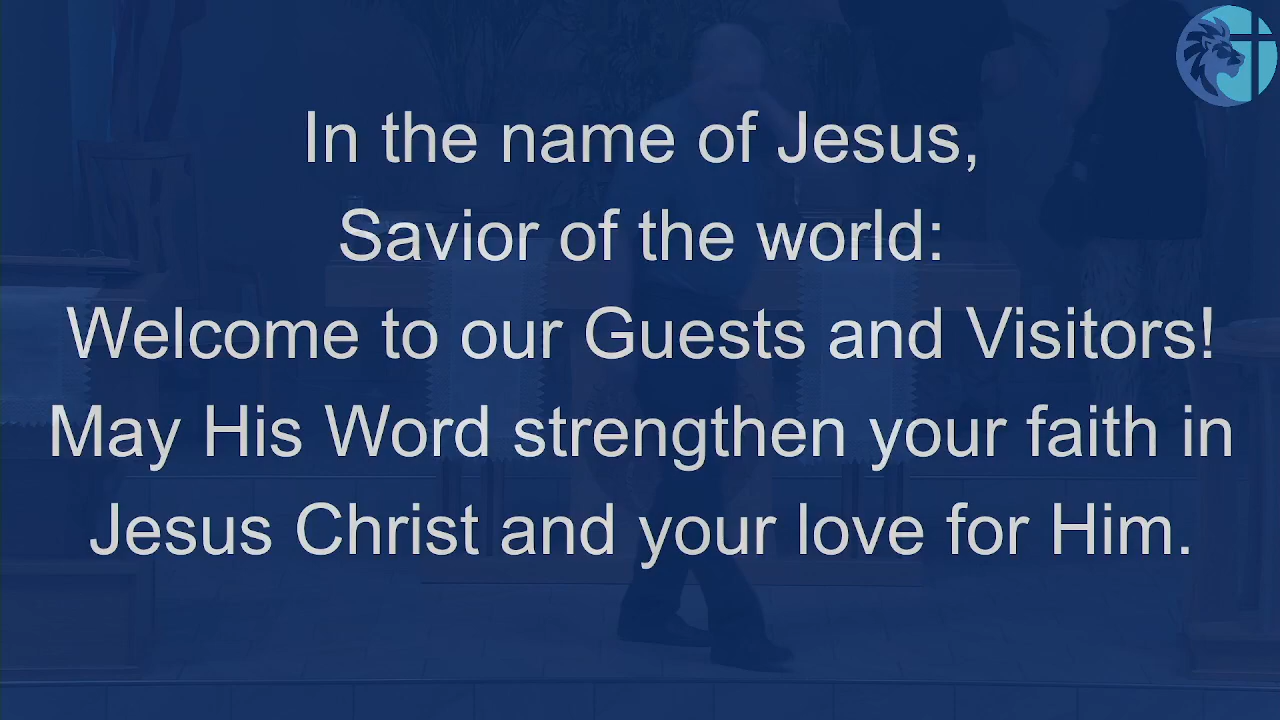 In the name of Jesus,
Savior of the world:
Welcome to our Guests and Visitors!
May His Word strengthen your faith in
Jesus Christ and your love for Him.